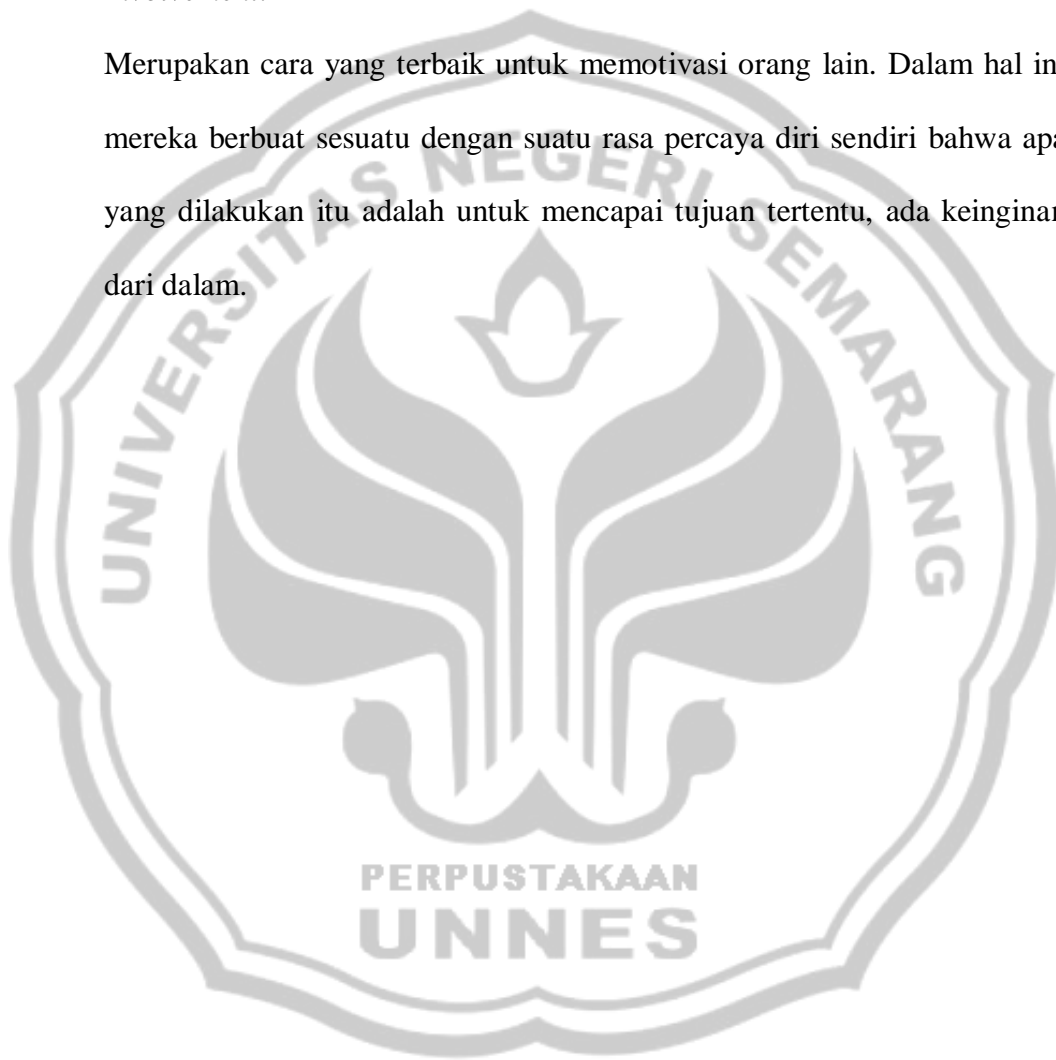 Merupakan cara yang terbaik untuk memotivasi orang lain. Dalam hal in
mereka berbuat sesuatu dengan suatu rasa percaya diri sendiri bahwa apa
yang dilakukan itu adalah untuk mencapai tujuan tertentu, ada keinginan
dari dalam.
UNIVERSITAS NEGERI SEMARANG
PERPUSTAKAAN
UNNES